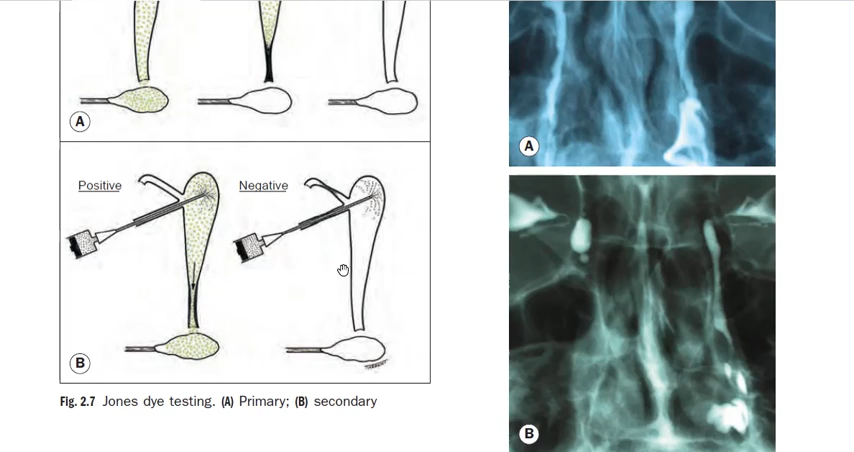 A
Positive
Negative
B
Fig. 2.7 Jones dye testing. (A) Primary; (B) secondary
A
B